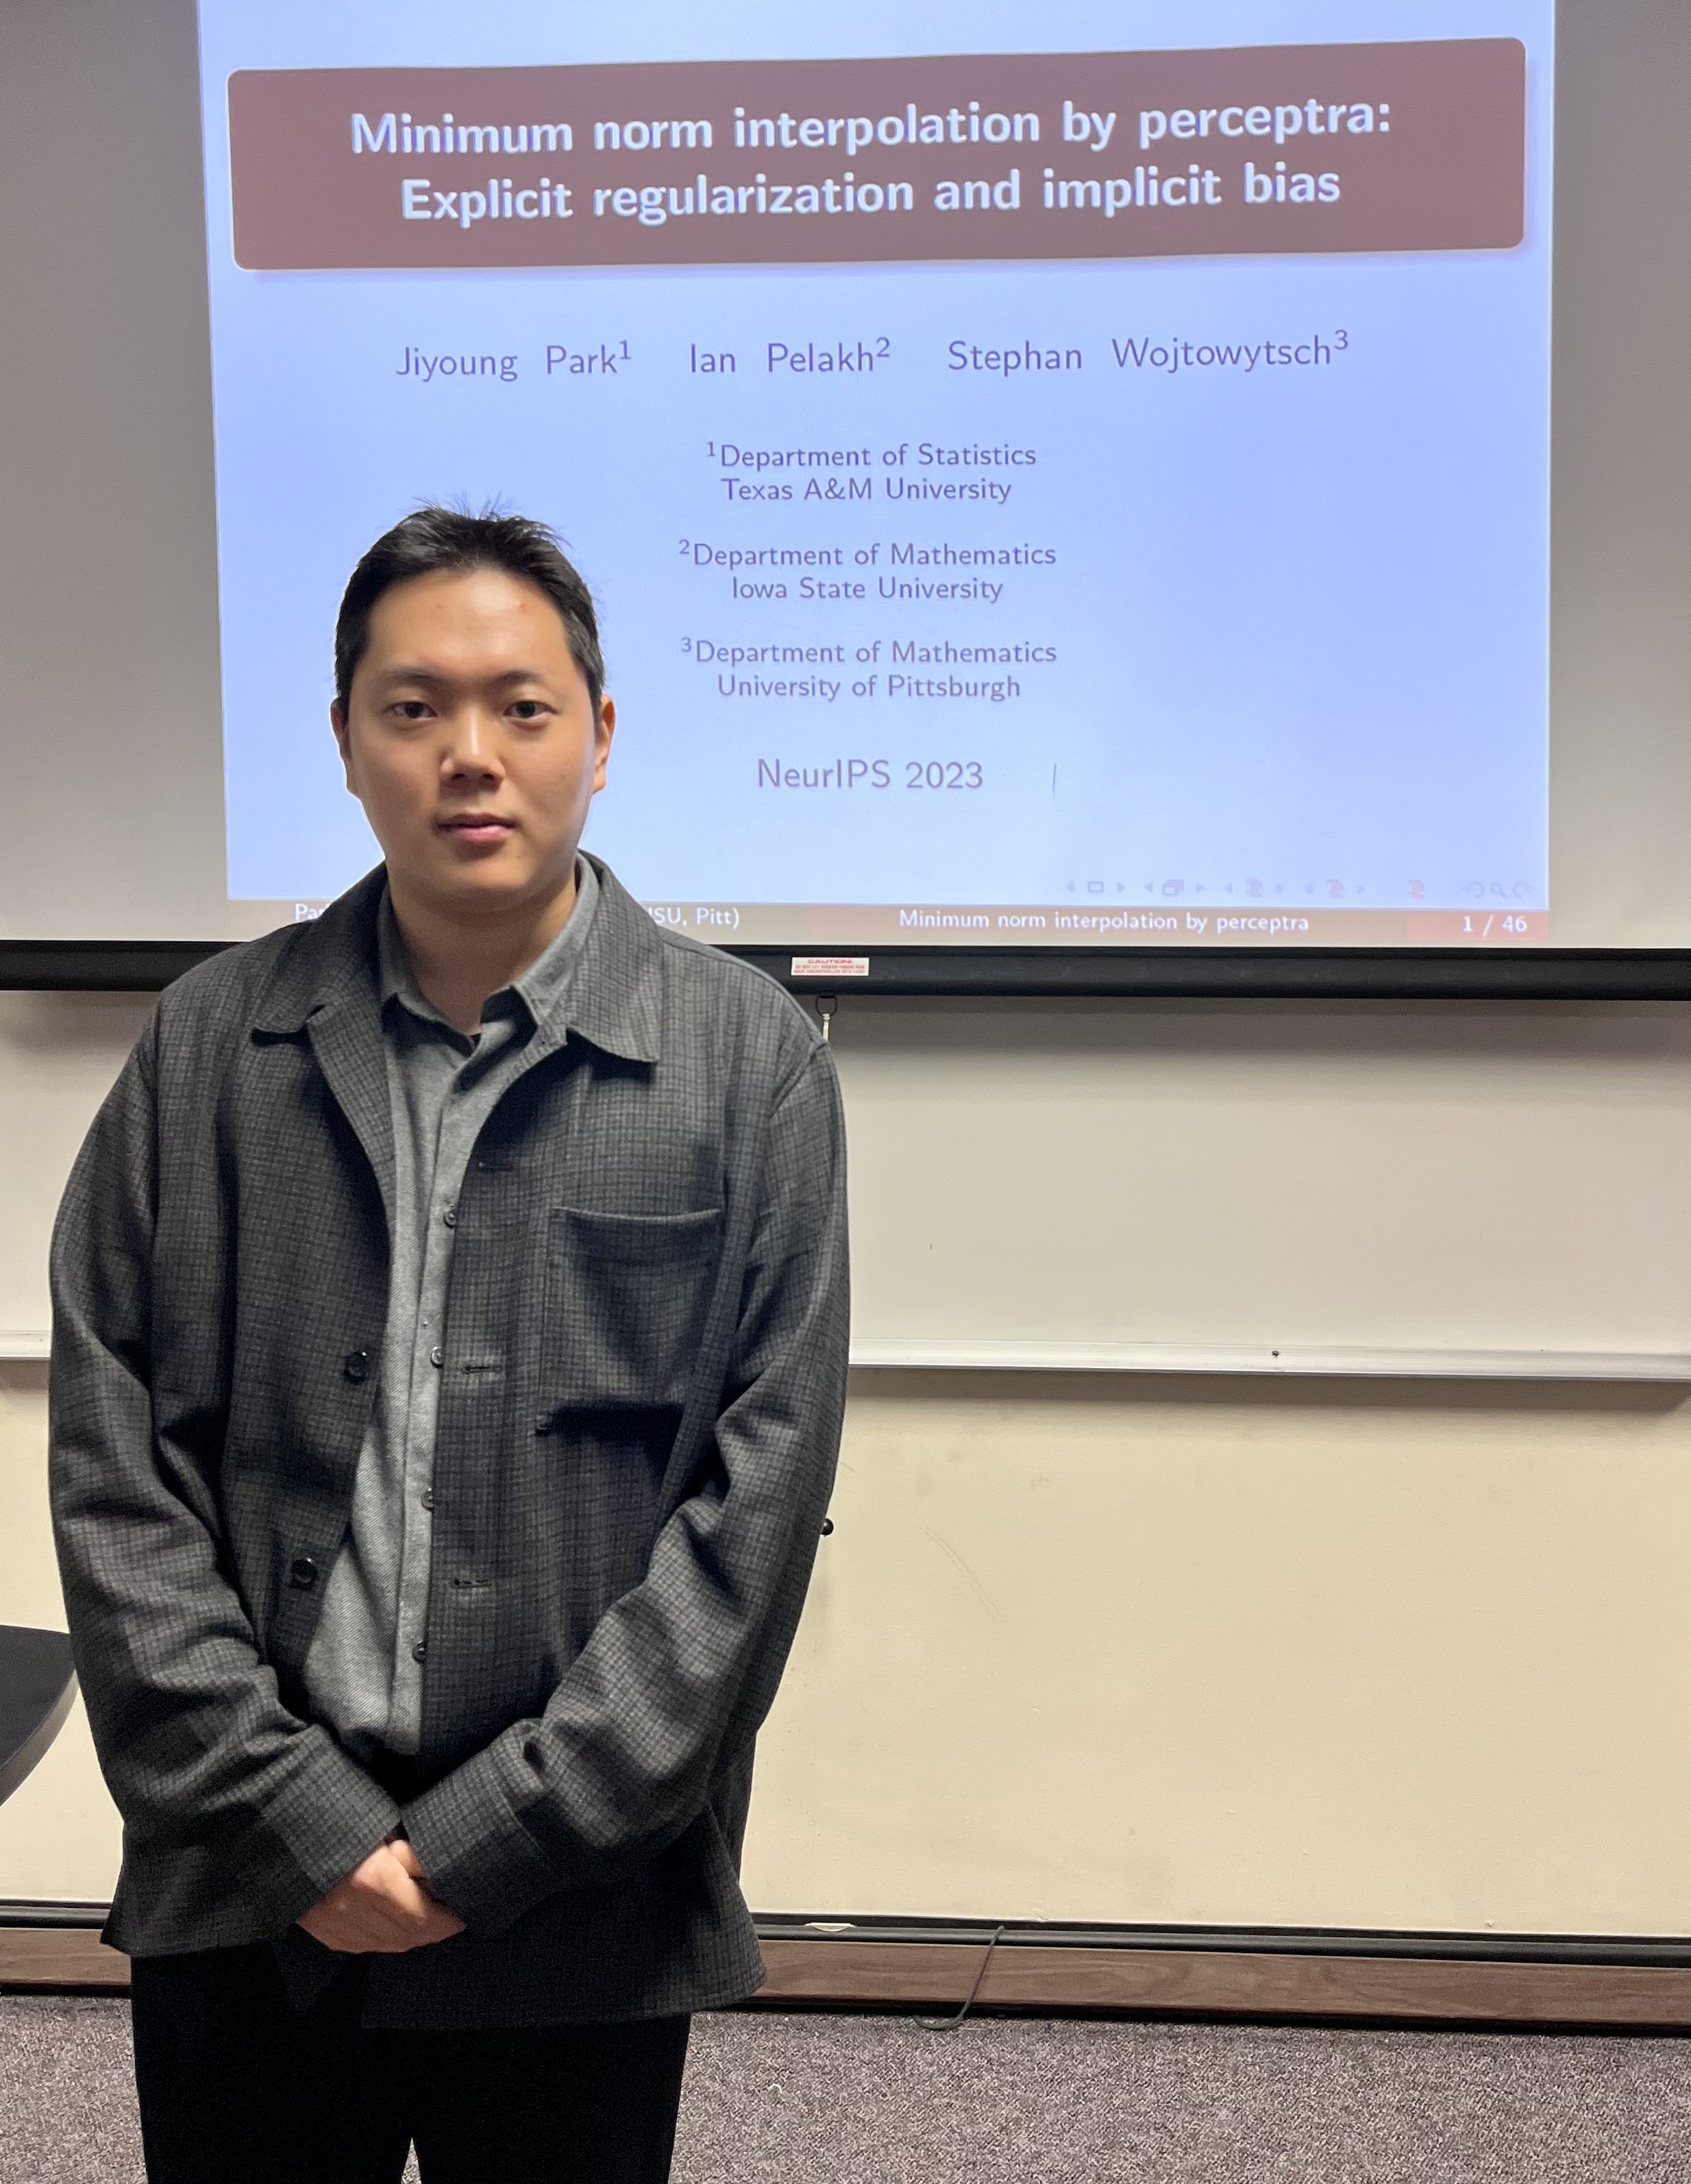 Minimum norm interpolation by perceptra:
Explicit regularization and implicit bias
Jiyoung Park¹ Ian Pelakh² Stephan Wojtowytsch³
¹Department of Statistics
Texas A&M University
²Department of Mathematics
Iowa State University
³Department of Mathematics
University of Pittsburgh
NeurIPS 2023
Pitt) Minimum norm interpolation by perceptra 1 / 46
CAUTION!